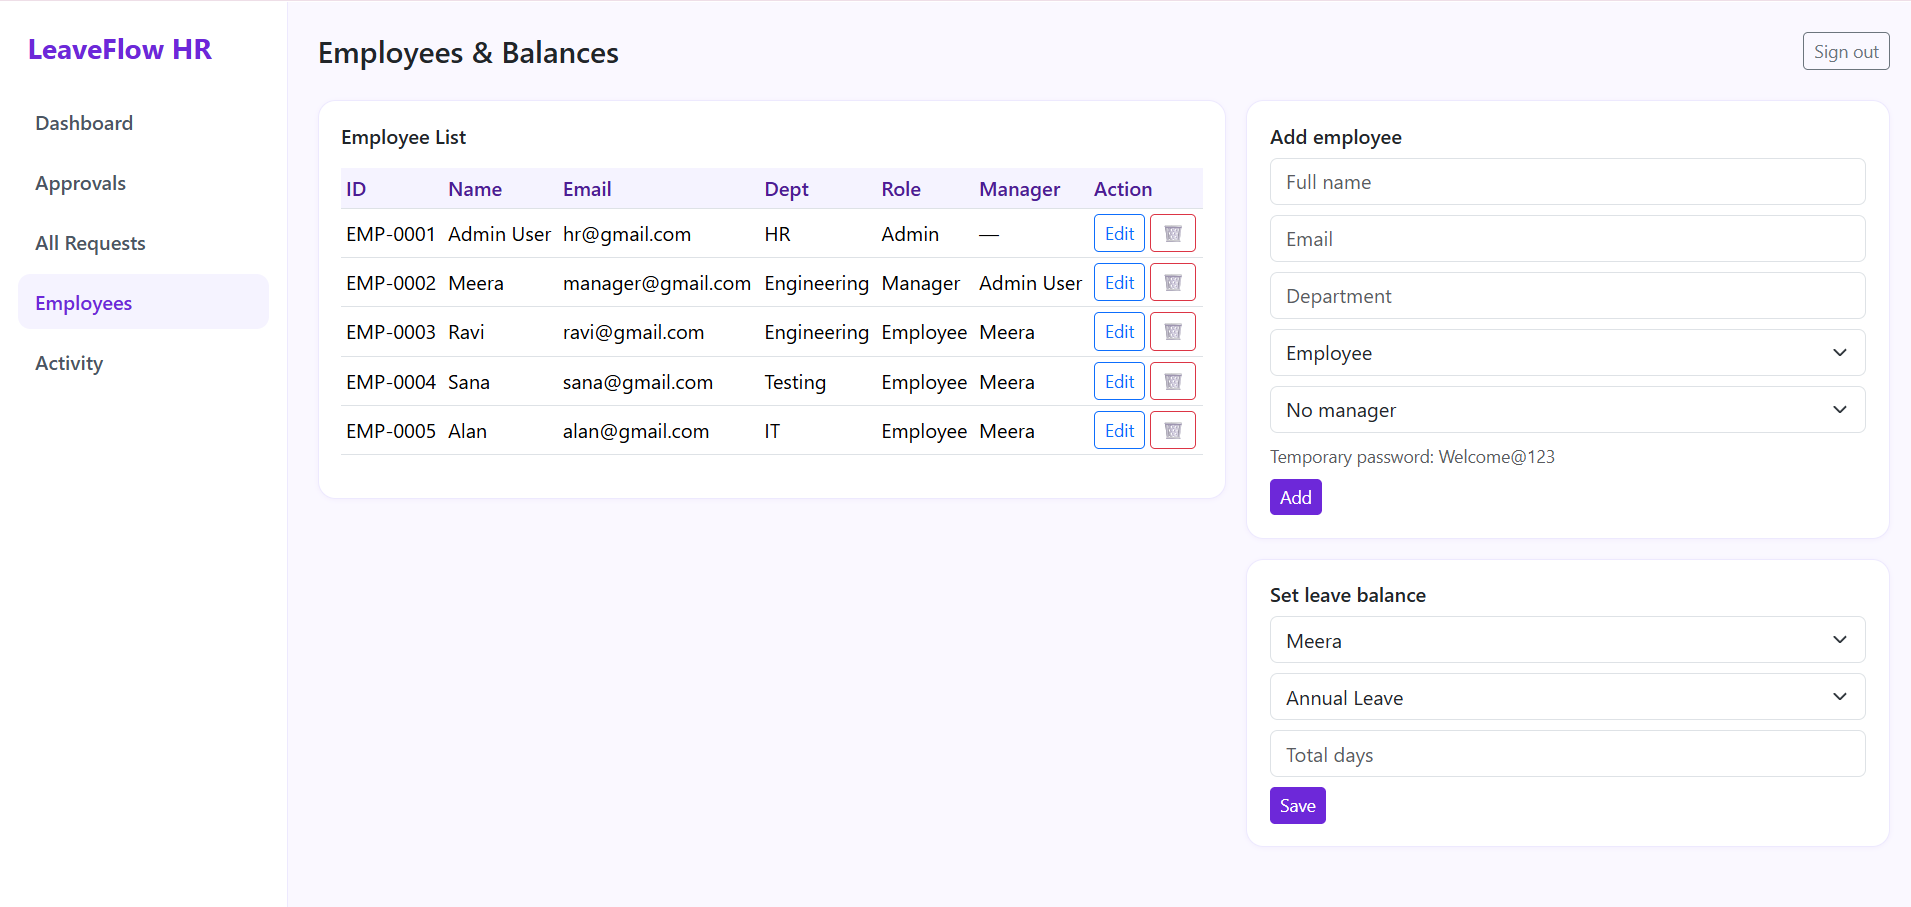 LeaveFlow HR
Dashboard
Approvals
All Requests
Employees
Activity
Employees & Balances
Sign out
Employee List
ID Name Email Dept Role Manager Action
EMP-0001 Admin User hr@gmail.com HR Admin — Edit
EMP-0002 Meera manager@gmail.com Engineering Manager Admin User Edit
EMP-0003 Ravi ravi@gmail.com Engineering Employee Meera Edit
EMP-0004 Sana sana@gmail.com Testing Employee Meera Edit
EMP-0005 Alan alan@gmail.com IT Employee Meera Edit
Add employee
Full name
Email
Department
Employee
No manager
Temporary password: Welcome@123
Add
Set leave balance
Meera
Annual Leave
Total days
Save